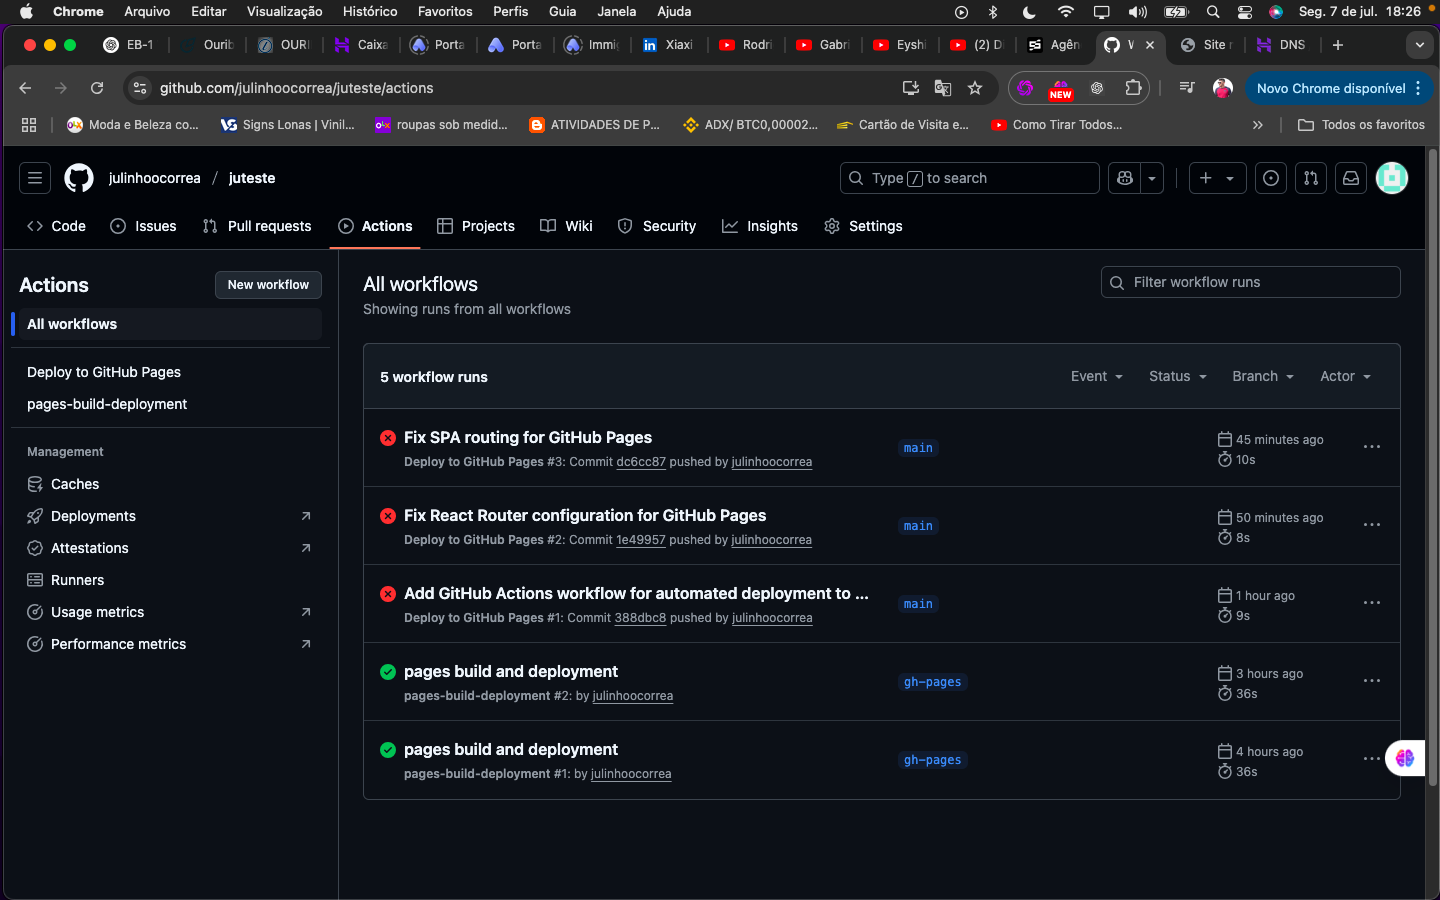 Chrome Arquivo Editar Visualização Histórico Favoritos Perfis Guia Janela Ajuda Seg. 7 de jul. 18:26
EB-1 Ourib OURI Caixa Porta Porta Immig Xiaxi Rodri Gabri Eyshi (2) Di Agên Site r DNS
github.com/julinhoocorrea/juteste/actions NEW Novo Chrome disponível
Moda e Beleza co... Signs Lonas | Vinil... roupas sob medid... ATIVIDADES DE P... ADX/ BTC0,00002... Cartão de Visita e... Como Tirar Todos... Todos os favoritos
julinhoocorrea / juteste Type / to search
Code Issues Pull requests Actions Projects Wiki Security Insights Settings
Actions New workflow
All workflows
Deploy to GitHub Pages
pages-build-deployment
Management
Caches
Deployments
Attestations
Runners
Usage metrics
Performance metrics
All workflows Filter workflow runs
Showing runs from all workflows
5 workflow runs Event Status Branch Actor
Fix SPA routing for GitHub Pages main 45 minutes ago
Deploy to GitHub Pages #3: Commit dc6cc87 pushed by julinhoocorrea 10s
Fix React Router configuration for GitHub Pages main 50 minutes ago
Deploy to GitHub Pages #2: Commit 1e49957 pushed by julinhoocorrea 8s
Add GitHub Actions workflow for automated deployment to ... main 1 hour ago
Deploy to GitHub Pages #1: Commit 388dbc8 pushed by julinhoocorrea 9s
pages build and deployment gh-pages 3 hours ago
pages-build-deployment #2: by julinhoocorrea 36s
pages build and deployment gh-pages 4 hours ago
pages-build-deployment #1: by julinhoocorrea 36s